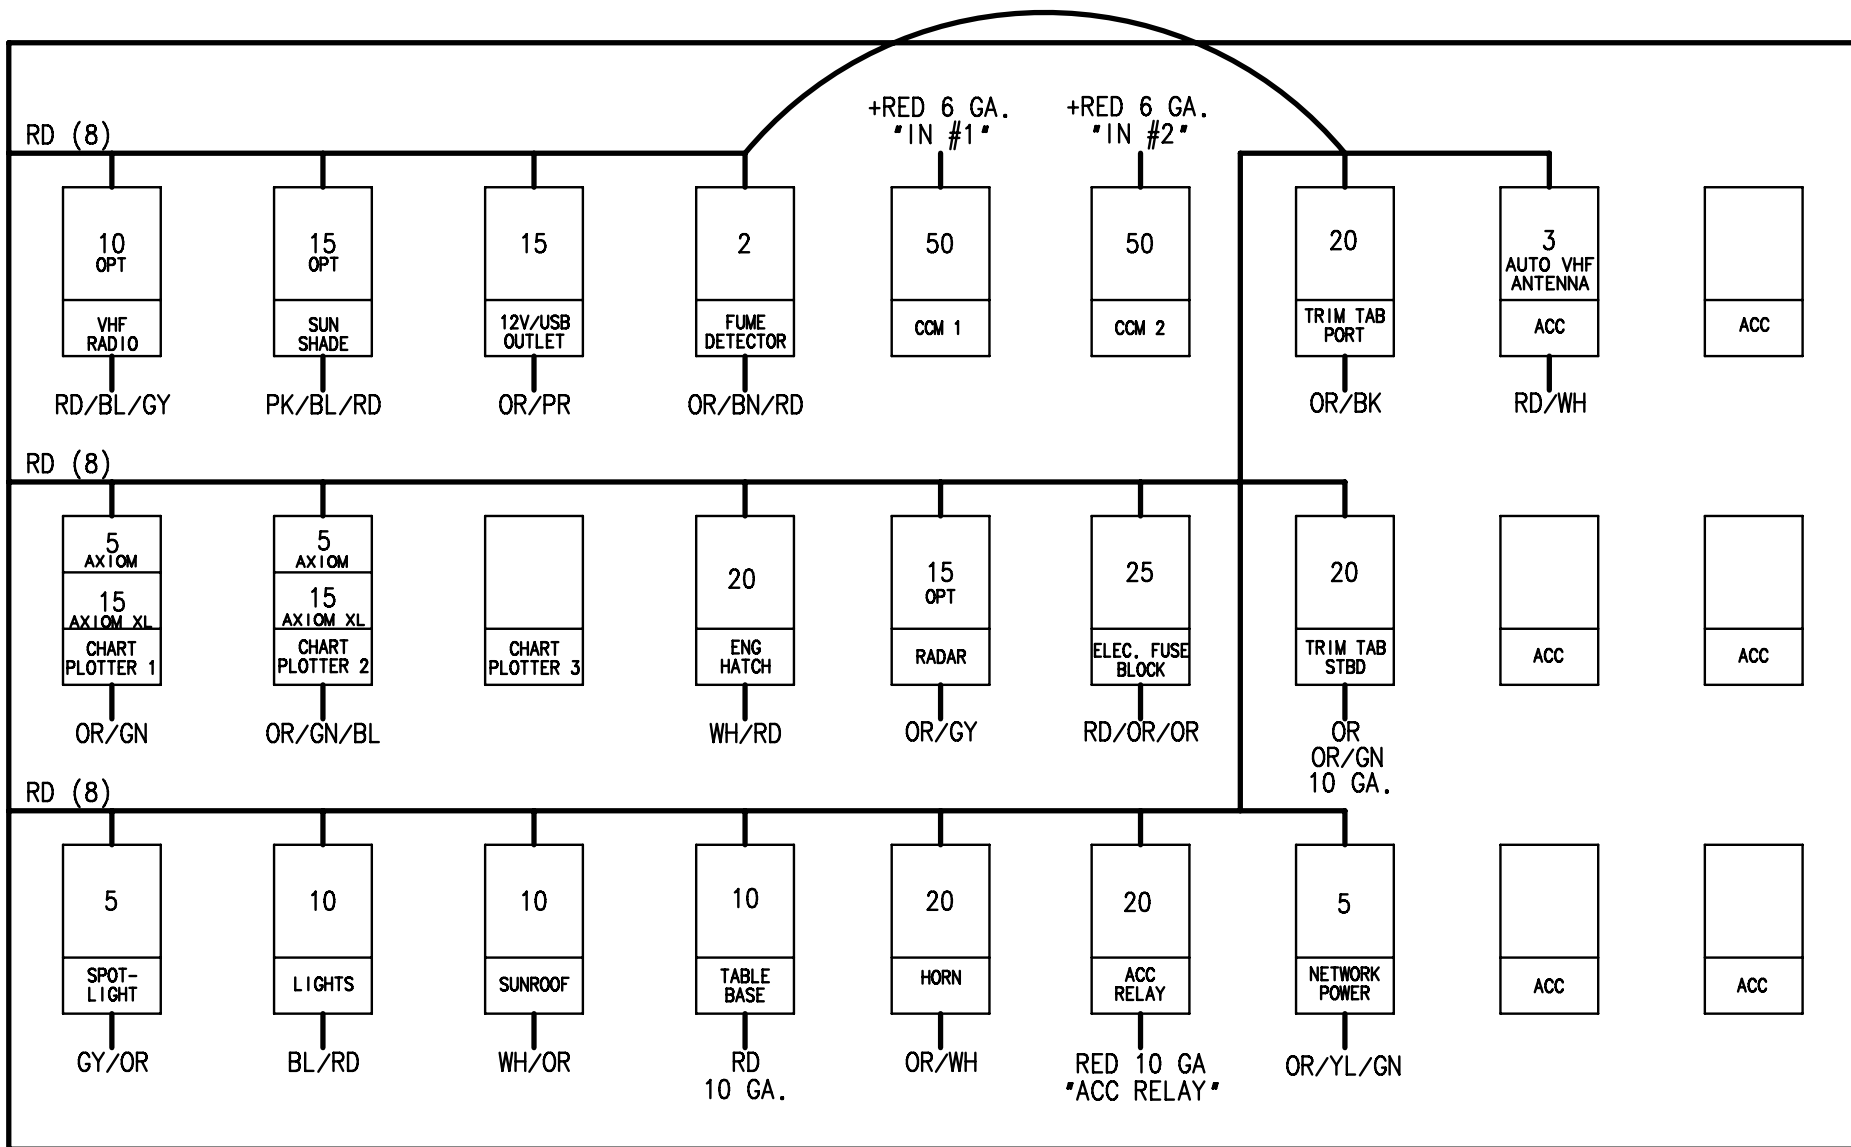 +RED 6 GA.
"IN #1"
+RED 6 GA.
"IN #2"
RD (8)
10
OPT
VHF
RADIO
RD/BL/GY
15
OPT
SUN
SHADE
PK/BL/RD
15
12V/USB
OUTLET
OR/PR
2
FUME
DETECTOR
OR/BN/RD
50
CCM 1
50
CCM 2
20
TRIM TAB
PORT
OR/BK
3
AUTO VHF
ANTENNA
ACC
RD/WH
ACC
RD (8)
5
AXIOM
15
AXIOM XL
CHART
PLOTTER 1
OR/GN
5
AXIOM
15
AXIOM XL
CHART
PLOTTER 2
OR/GN/BL
CHART
PLOTTER 3
20
ENG
HATCH
WH/RD
15
OPT
RADAR
OR/GY
25
ELEC. FUSE
BLOCK
RD/OR/OR
20
TRIM TAB
STBD
OR
OR/GN
10 GA.
ACC
ACC
RD (8)
5
SPOT-
LIGHT
GY/OR
10
LIGHTS
BL/RD
10
SUNROOF
WH/OR
10
TABLE
BASE
RD
10 GA.
20
HORN
OR/WH
20
ACC
RELAY
RED 10 GA
"ACC RELAY"
5
NETWORK
POWER
OR/YL/GN
ACC
ACC